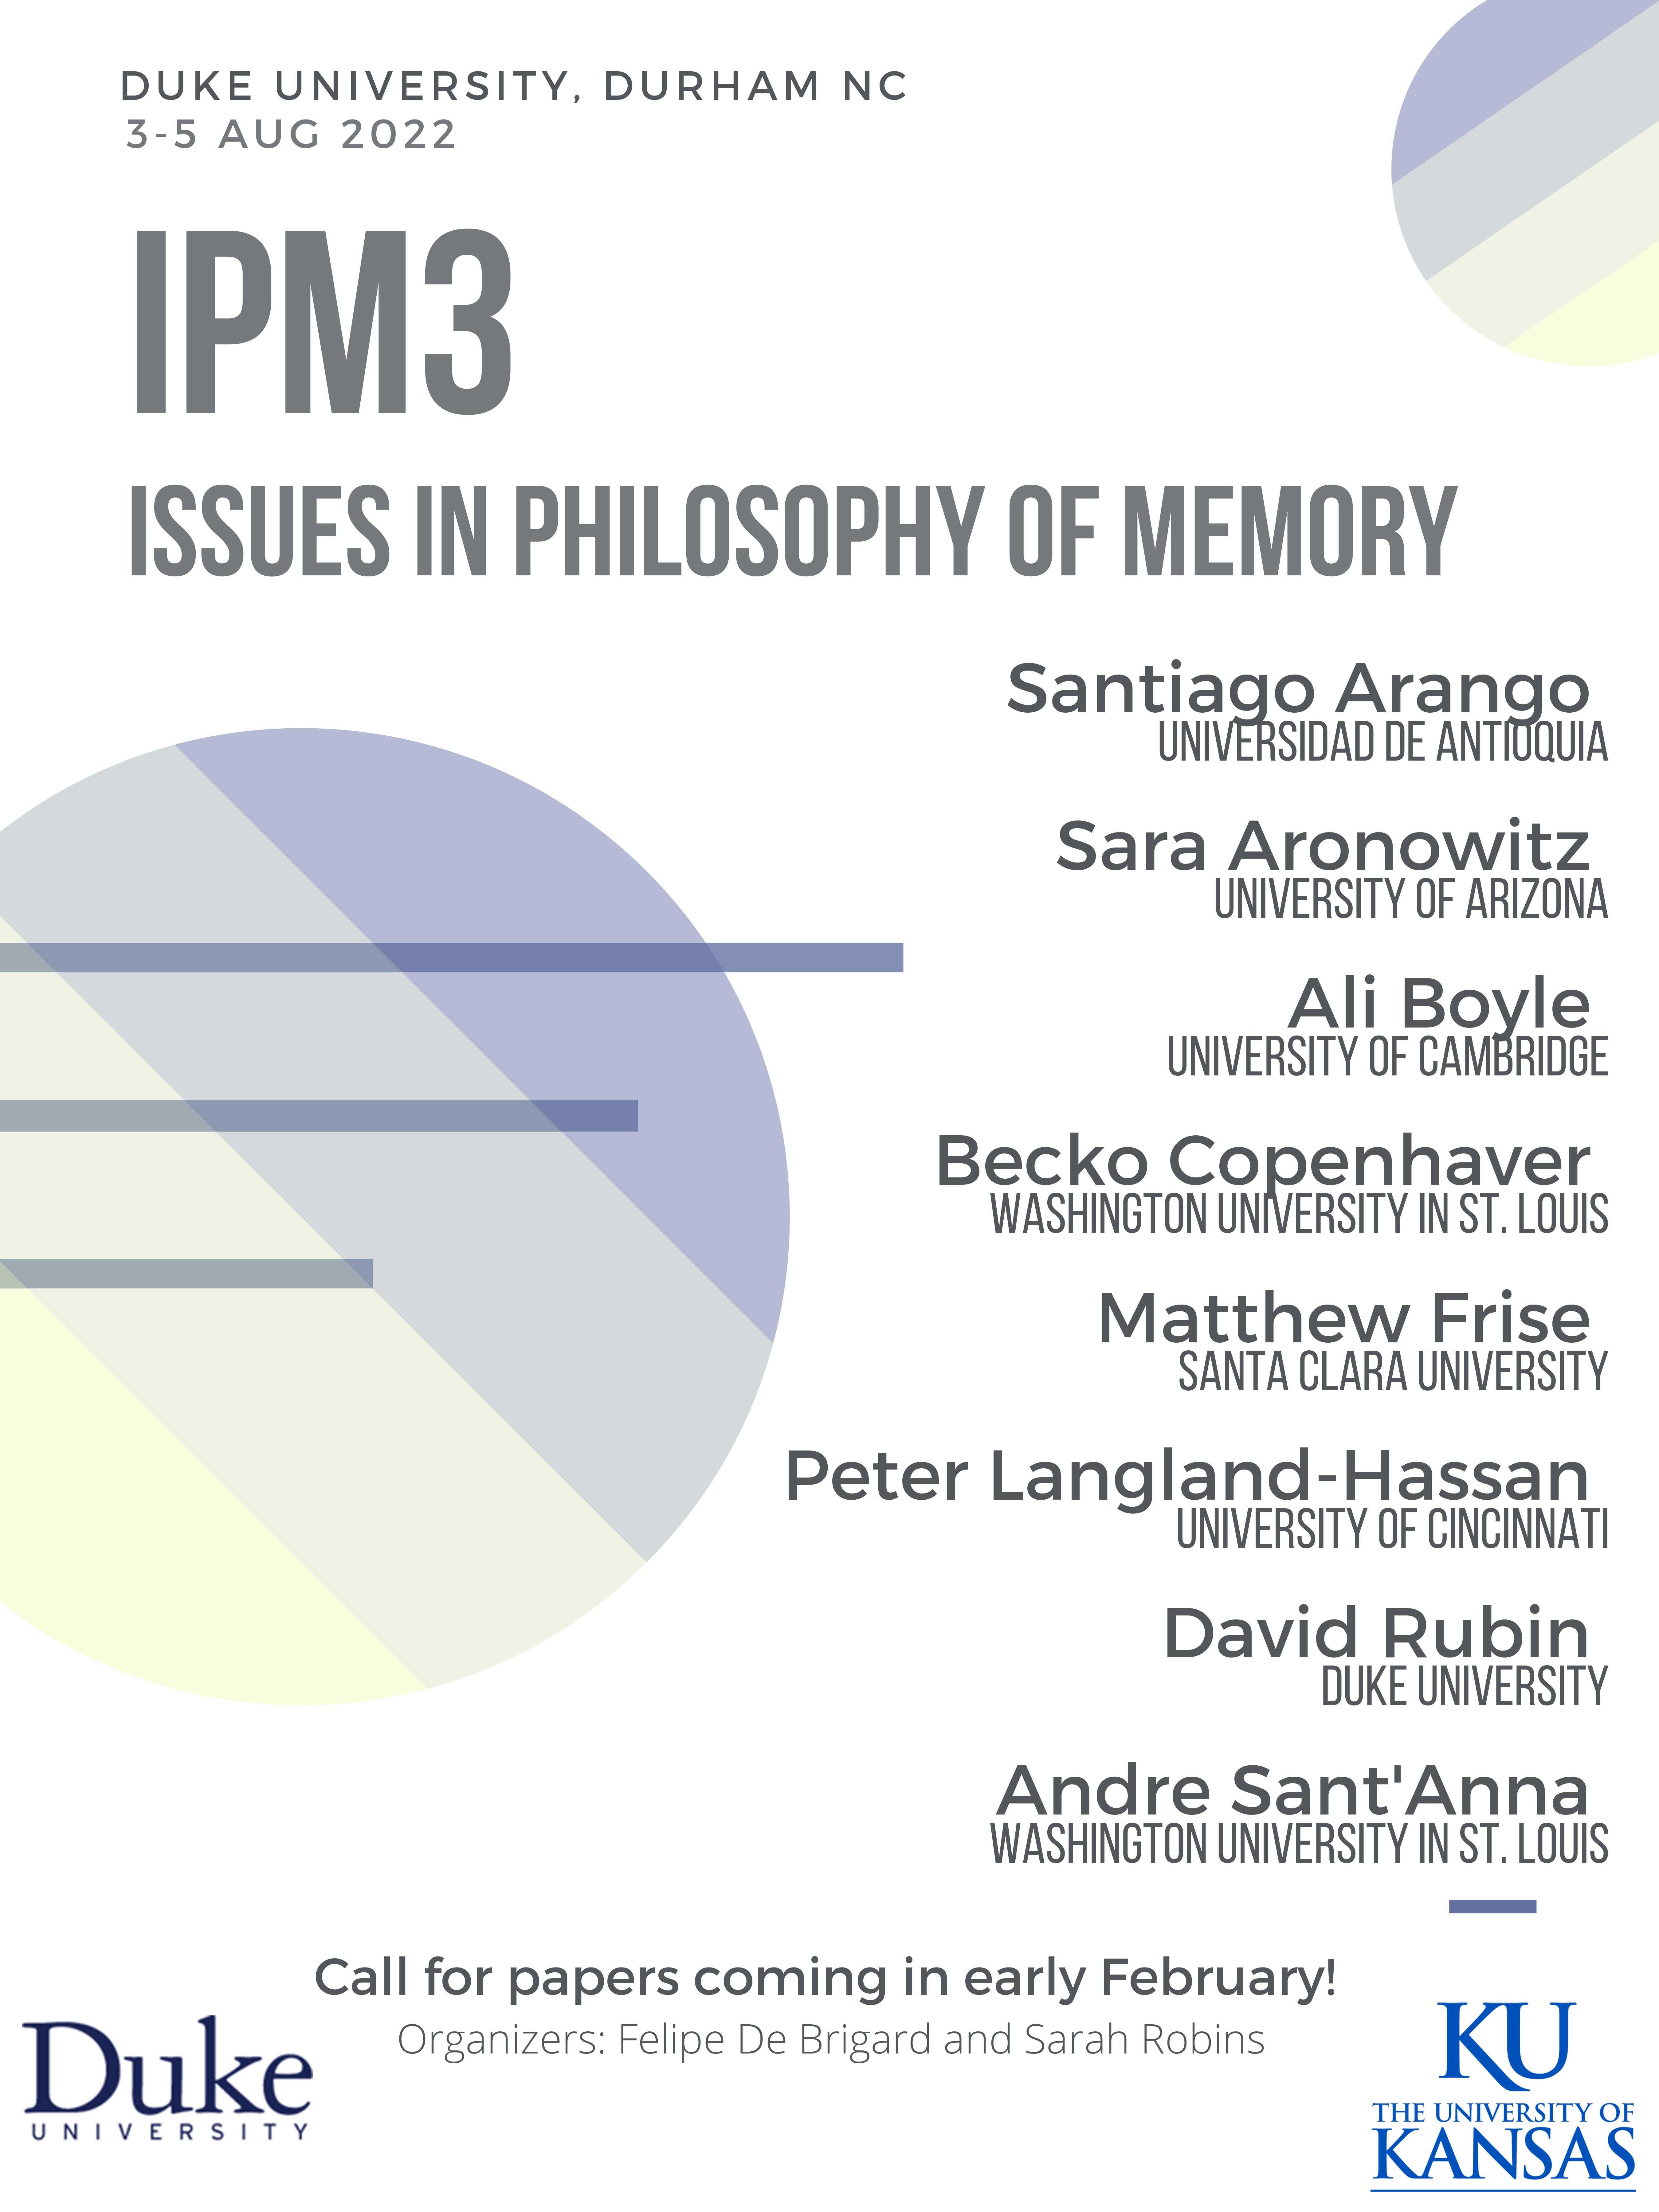 DUKE UNIVERSITY, DURHAM NC
3-5 AUG 2022
IPM3
ISSUES IN PHILOSOPHY OF MEMORY
Santiago Arango
UNIVERSIDAD DE ANTIOQUIA
Sara Aronowitz
UNIVERSITY OF ARIZONA
Ali Boyle
UNIVERSITY OF CAMBRIDGE
Becko Copenhaver
WASHINGTON UNIVERSITY IN ST. LOUIS
Matthew Frise
SANTA CLARA UNIVERSITY
Peter Langland-Hassan
UNIVERSITY OF CINCINNATI
David Rubin
DUKE UNIVERSITY
Andre Sant'Anna
WASHINGTON UNIVERSITY IN ST. LOUIS
Call for papers coming in early February!
Organizers: Felipe De Brigard and Sarah Robins
Duke
UNIVERSITY
KU
THE UNIVERSITY OF
KANSAS